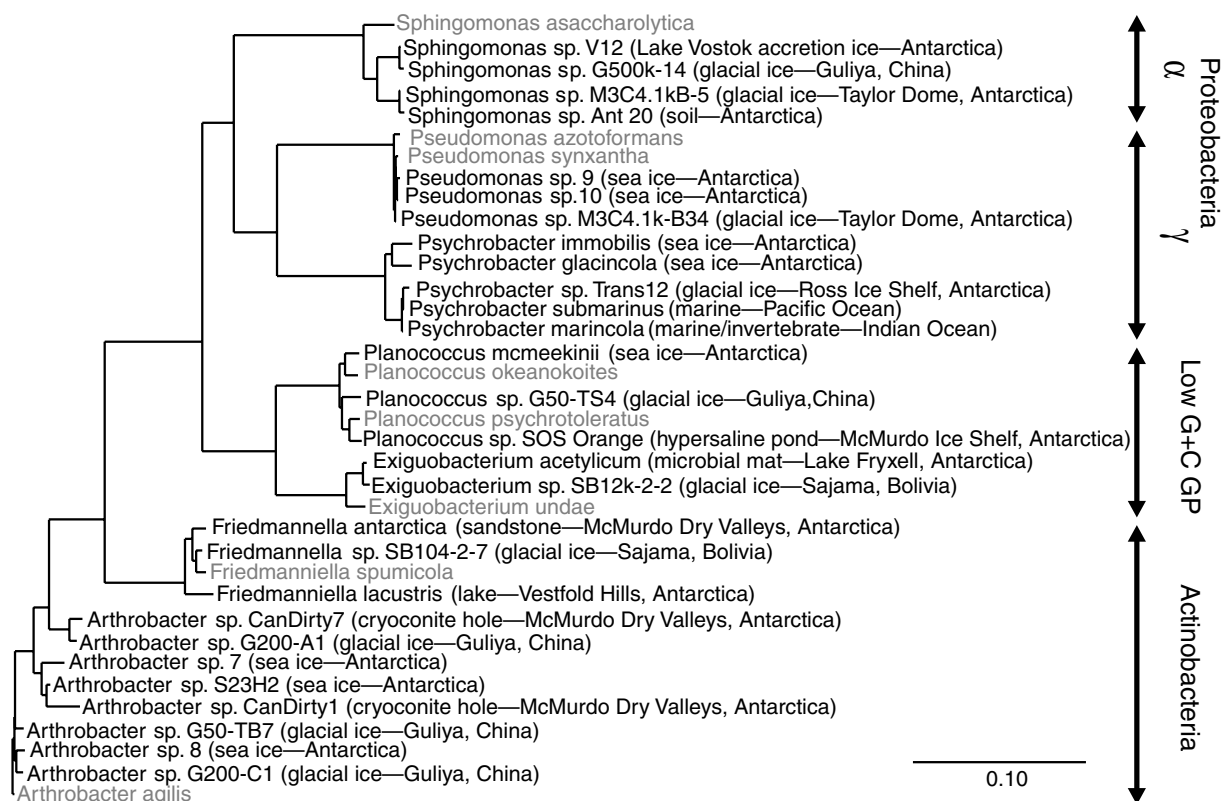 Sphingomonas asaccharolytica
Sphingomonas sp. V12 (Lake Vostok accretion ice—Antarctica)
Sphingomonas sp. G500k-14 (glacial ice—Guliya, China)
Sphingomonas sp. M3C4.1kB-5 (glacial ice—Taylor Dome, Antarctica)
Sphingomonas sp. Ant 20 (soil—Antarctica)
Pseudomonas azotoformans
Pseudomonas synxantha
Pseudomonas sp. 9 (sea ice—Antarctica)
Pseudomonas sp.10 (sea ice—Antarctica)
Pseudomonas sp. M3C4.1k-B34 (glacial ice—Taylor Dome, Antarctica)
Psychrobacter immobilis (sea ice—Antarctica)
Psychrobacter glacincola (sea ice—Antarctica)
Psychrobacter sp. Trans12 (glacial ice—Ross Ice Shelf, Antarctica)
Psychrobacter submarinus (marine—Pacific Ocean)
Psychrobacter marincola (marine/invertebrate—Indian Ocean)
Planococcus mcmeekinii (sea ice—Antarctica)
Planococcus okeanokoites
Planococcus sp. G50-TS4 (glacial ice—Guliya,China)
Planococcus psychrotoleratus
Planococcus sp. SOS Orange (hypersaline pond—McMurdo Ice Shelf, Antarctica)
Exiguobacterium acetylicum (microbial mat—Lake Fryxell, Antarctica)
Exiguobacterium sp. SB12k-2-2 (glacial ice—Sajama, Bolivia)
Exiguobacterium undae
Friedmannella antarctica (sandstone—McMurdo Dry Valleys, Antarctica)
Friedmannella sp. SB104-2-7 (glacial ice—Sajama, Bolivia)
Friedmanniella spumicola
Friedmanniella lacustris (lake—Vestfold Hills, Antarctica)
Arthrobacter sp. CanDirty7 (cryoconite hole—McMurdo Dry Valleys, Antarctica)
Arthrobacter sp. G200-A1 (glacial ice—Guliya, China)
Arthrobacter sp. 7 (sea ice—Antarctica)
Arthrobacter sp. S23H2 (sea ice—Antarctica)
Arthrobacter sp. CanDirty1 (cryoconite hole—McMurdo Dry Valleys, Antarctica)
Arthrobacter sp. G50-TB7 (glacial ice—Guliya, China)
Arthrobacter sp. 8 (sea ice—Antarctica)
Arthrobacter sp. G200-C1 (glacial ice—Guliya, China)
Arthrobacter agilis
0.10
Proteobacteria
α
γ
Low G+C GP
Actinobacteria